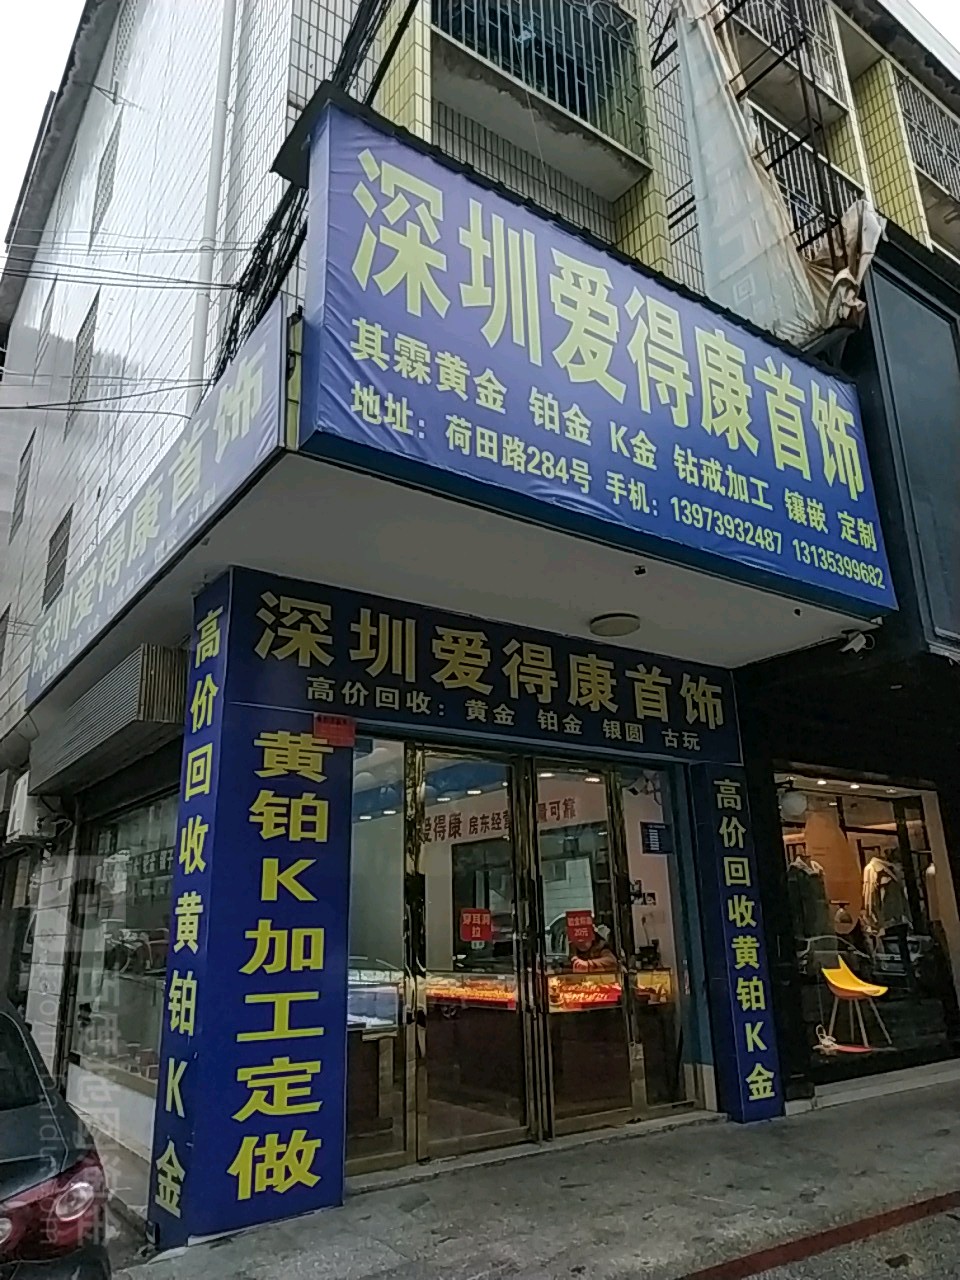 深圳爱得康首饰
其霖黄金 铂金 K金 钻戒加工 镶嵌 定制
地址：荷田路284号 手机：13973932487 13135399682
深圳爱得康首饰
深圳爱得康首饰
高价回收：黄金 铂金 银圆 古玩
高价回收黄铂K金
黄铂K加工定做
高价回收黄铂K金
爱得康 房东经营
可靠
穿耳洞